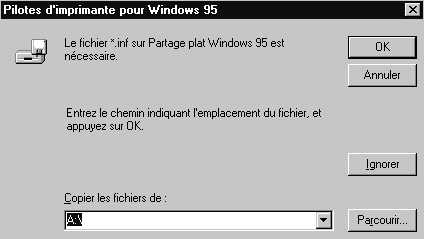 Pilotes d'imprimante pour Windows 95
Le fichier *.inf sur Partage plat Windows 95 est
nécessaire.
OK
Annuler
Entrez le chemin indiquant l'emplacement du fichier, et
appuyez sur OK.
Ignorer
Copier les fichiers de :
A:\
Parcourir...